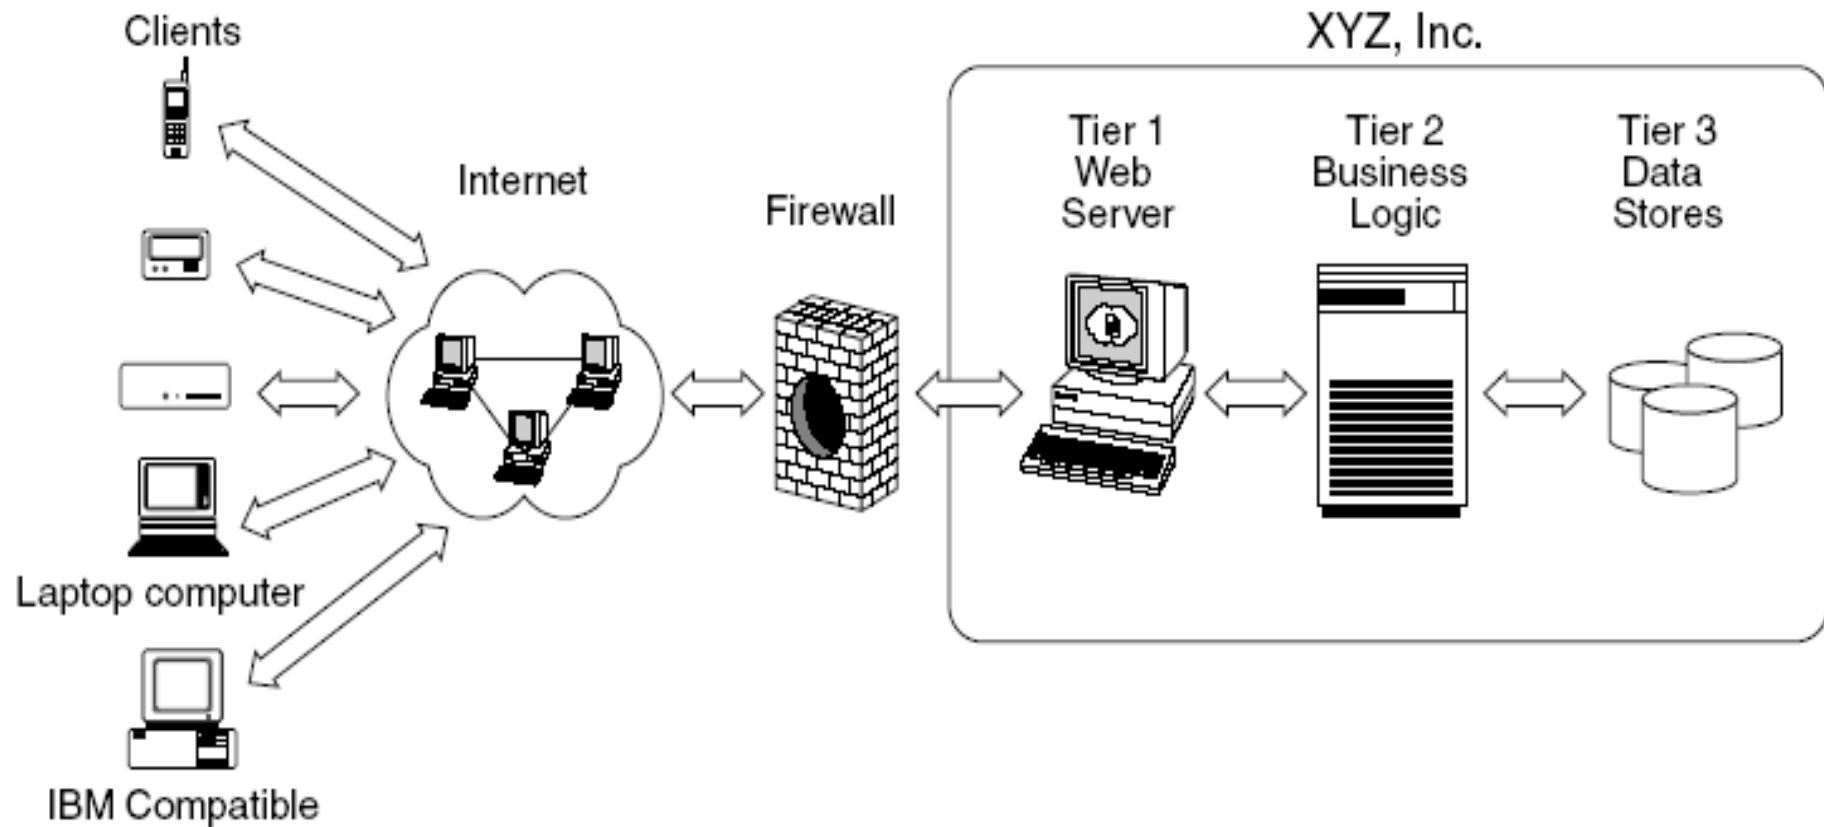 Clients
XYZ, Inc.
Internet
Firewall
Tier 1
Web
Server
Tier 2
Business
Logic
Tier 3
Data
Stores
Laptop computer
IBM Compatible